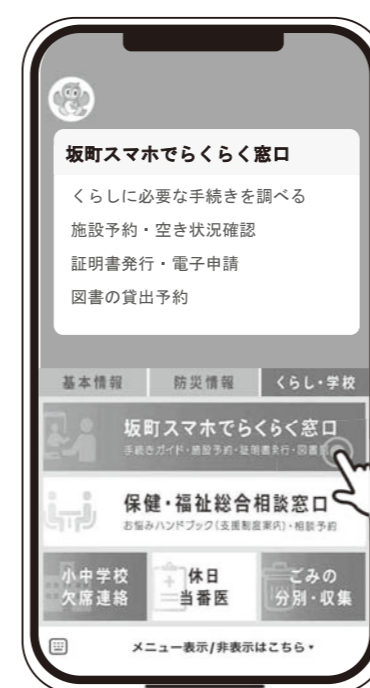 坂町スマホでらくらく窓口
くらしに必要な手続きを調べる
施設予約・空き状況確認
証明書発行・電子申請
図書の貸出予約
基本情報 防災情報 くらし・学校
坂町スマホでらくらく窓口
手続きガイド・施設予約・証明書発行・図書
保健・福祉総合相談窓口
お悩みハンドブック(支援制度案内)・相談予約
小中学校 休日 ごみの
欠席連絡 当番医 分別・収集
メニュー表示/非表示はこちら▾